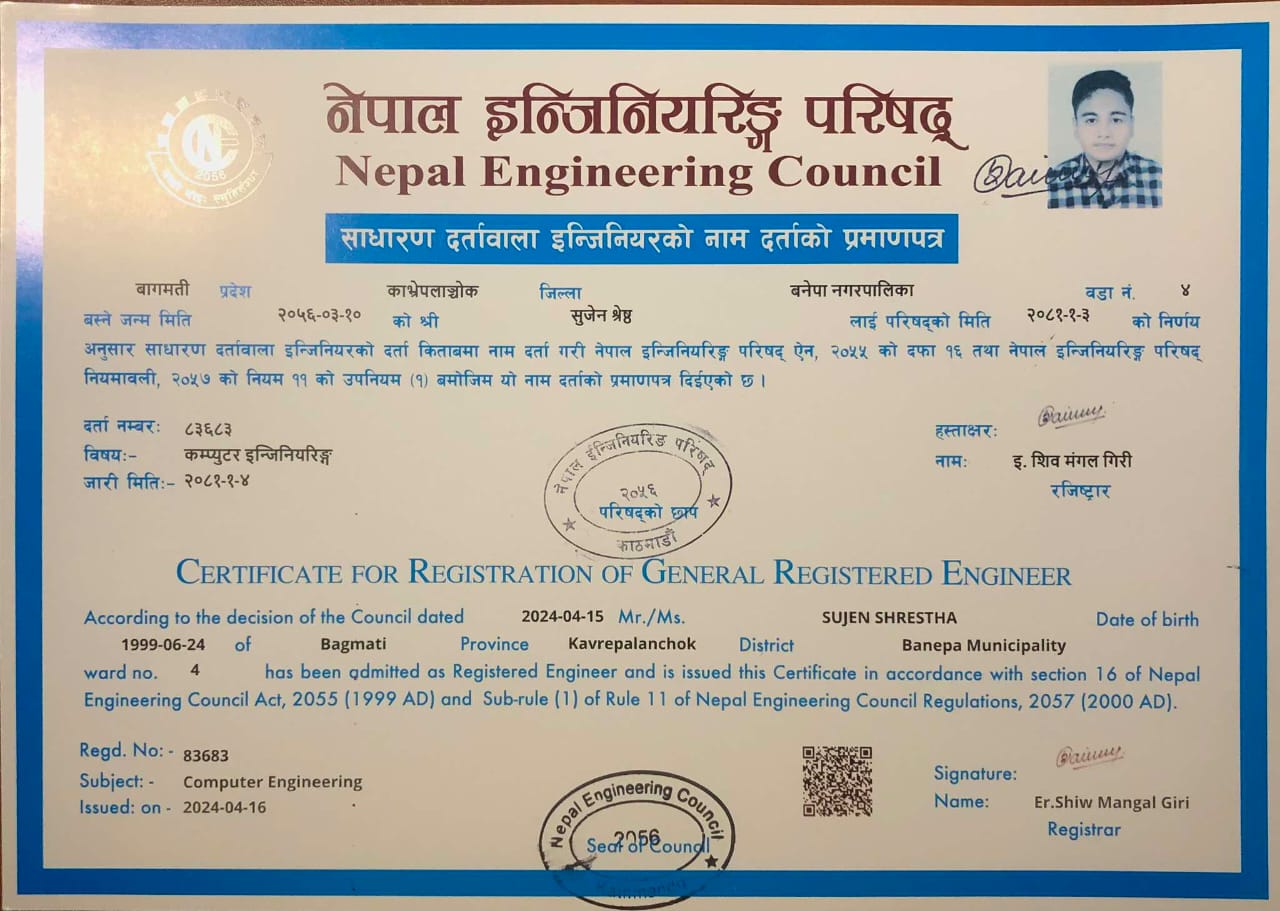 नेपाल इन्जिनियरिङ्ग परिषद्
Nepal Engineering Council
2056
साधारण दर्तावाला इन्जिनियरको नाम दर्ताको प्रमाणपत्र
बागमती प्रदेश काभ्रेपलाञ्चोक जिल्ला बनेपा नगरपालिका वडा नं. ४
बस्ने जन्म मिति २०५६-०३-१० को श्री सुजेन श्रेष्ठ लाई परिषद्को मिति २०८१-१-३ को निर्णय
अनुसार साधारण दर्तावाला इन्जिनियरको दर्ता किताबमा नाम दर्ता गरी नेपाल इन्जिनियरिङ्ग परिषद् ऐन, २०५५ को दफा १६ तथा नेपाल इन्जिनियरिङ्ग परिषद्
नियमावली, २०५७ को नियम ११ को उपनियम (१) बमोजिम यो नाम दर्ताको प्रमाणपत्र दिईएको छ ।
दर्ता नम्बरः ८३६८३
विषयः- कम्प्युटर इन्जिनियरिङ्ग
जारी मितिः- २०८१-१-४
नेपाल ईन्जिनियरिङ परिषद्
२०५६
परिषद्को छाप
काठमाडौं
हस्ताक्षरः
नामः इ. शिव मंगल गिरी
रजिष्ट्रार
CERTIFICATE FOR REGISTRATION OF GENERAL REGISTERED ENGINEER
According to the decision of the Council dated 2024-04-15 Mr./Ms. SUJEN SHRESTHA Date of birth
1999-06-24 of Bagmati Province Kavrepalanchok District Banepa Municipality
ward no. 4 has been admitted as Registered Engineer and is issued this Certificate in accordance with section 16 of Nepal
Engineering Council Act, 2055 (1999 AD) and Sub-rule (1) of Rule 11 of Nepal Engineering Council Regulations, 2057 (2000 AD).
Regd. No: - 83683
Subject: - Computer Engineering
Issued: on - 2024-04-16
Nepal Engineering Council
2056
Seal of Council
Kathmandu
Signature:
Name: Er.Shiw Mangal Giri
Registrar